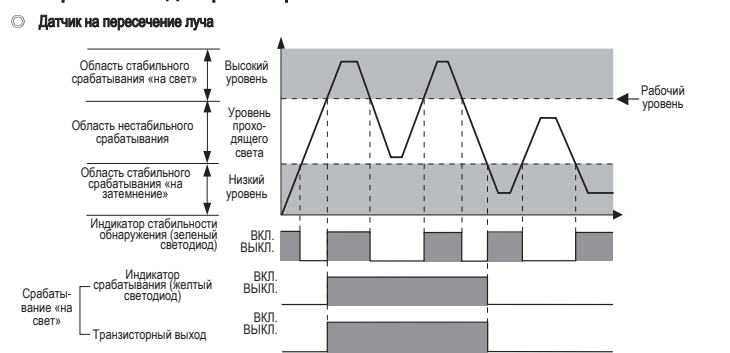 Датчик на пересечение луча
Область стабильного
срабатывания «на свет»
Высокий
уровень
Рабочий
уровень
Область нестабильного
срабатывания
Уровень
прохо-
дящего
света
Область стабильного
срабатывания «на
затемнение»
Низкий
уровень
Индикатор стабильности
обнаружения (зеленый
светодиод)
ВКЛ.
ВЫКЛ.
Срабаты-
вание «на
свет»
Индикатор
срабатывания (желтый
светодиод)
ВКЛ.
ВЫКЛ.
Транзисторный выход
ВКЛ.
ВЫКЛ.